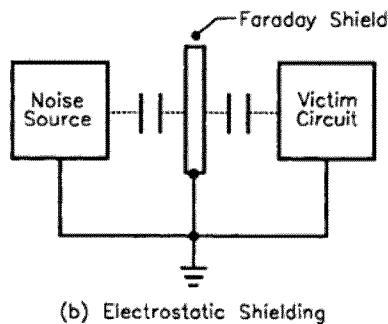 Faraday Shield
Noise
Source
Victim
Circuit
(b) Electrostatic Shielding